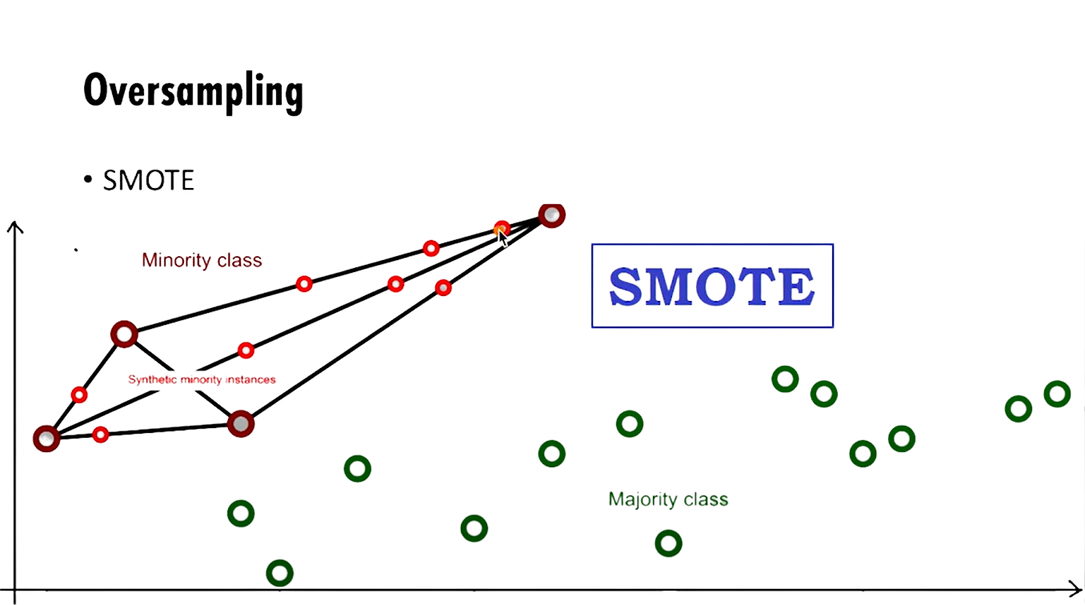 Oversampling
• SMOTE
Minority class
SMOTE
Synthetic minority instances
Majority class